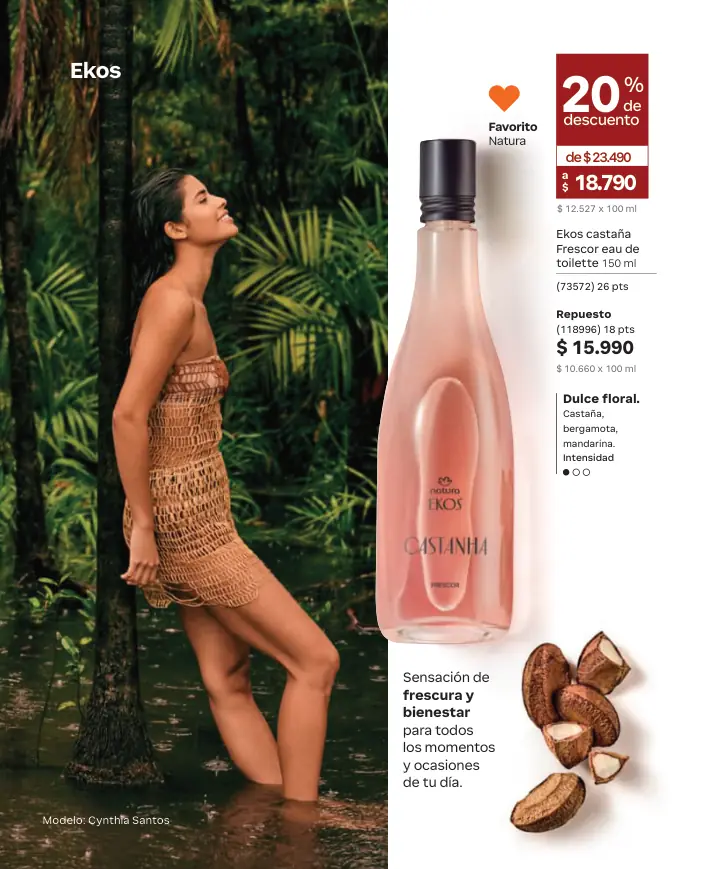 Ekos
Favorito
Natura
20% de
descuento
de $ 23.490
a $ 18.790
$ 12.527 x 100 ml
Ekos castaña
Frescor eau de
toilette 150 ml
(73572) 26 pts
Repuesto
(118996) 18 pts
$ 15.990
$ 10.660 x 100 ml
Dulce floral.
Castaña,
bergamota,
mandarina.
Intensidad
natura
EKOS
CASTANHA
FRESCOR
Sensación de
frescura y
bienestar
para todos
los momentos
y ocasiones
de tu día.
Modelo: Cynthia Santos